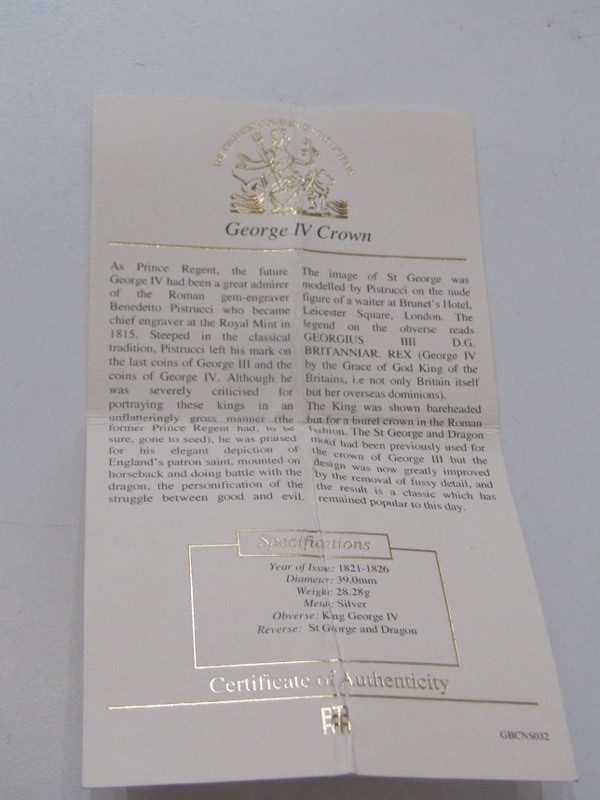 George IV Crown
As Prince Regent, the future
George IV had been a great admirer
of the Roman gem-engraver
Benedetto Pistrucci who became
chief engraver at the Royal Mint in
1815. Steeped in the classical
tradition, Pistrucci left his mark on
the last coins of George III and the
coins of George IV. Although he
was severely criticised for
portraying these kings in an
unflatteringly gross manner (the
former Prince Regent had, to be
sure, gone to seed), he was praised
for his elegant depiction of
England's patron saint, mounted on
horseback and doing battle with the
dragon, the personification of the
struggle between good and evil.
The image of St George was
modelled by Pistrucci on the nude
figure of a waiter at Brunet's Hotel,
Leicester Square, London. The
legend on the obverse reads
GEORGIUS IIII D.G.
BRITANNIAR. REX (George IV
by the Grace of God King of the
Britains, i.e not only Britain itself
but her overseas dominions).
The King was shown bareheaded
but for a laurel crown in the Roman
fashion. The St George and Dragon
motif had been previously used for
the crown of George III but the
design was now greatly improved
by the removal of fussy detail, and
the result is a classic which has
remained popular to this day.
Specifications
Year of Issue: 1821-1826
Diameter: 39.0mm
Weight: 28.28g
Metal: Silver
Obverse: King George IV
Reverse: St George and Dragon
Certificate of Authenticity
GBCNS032